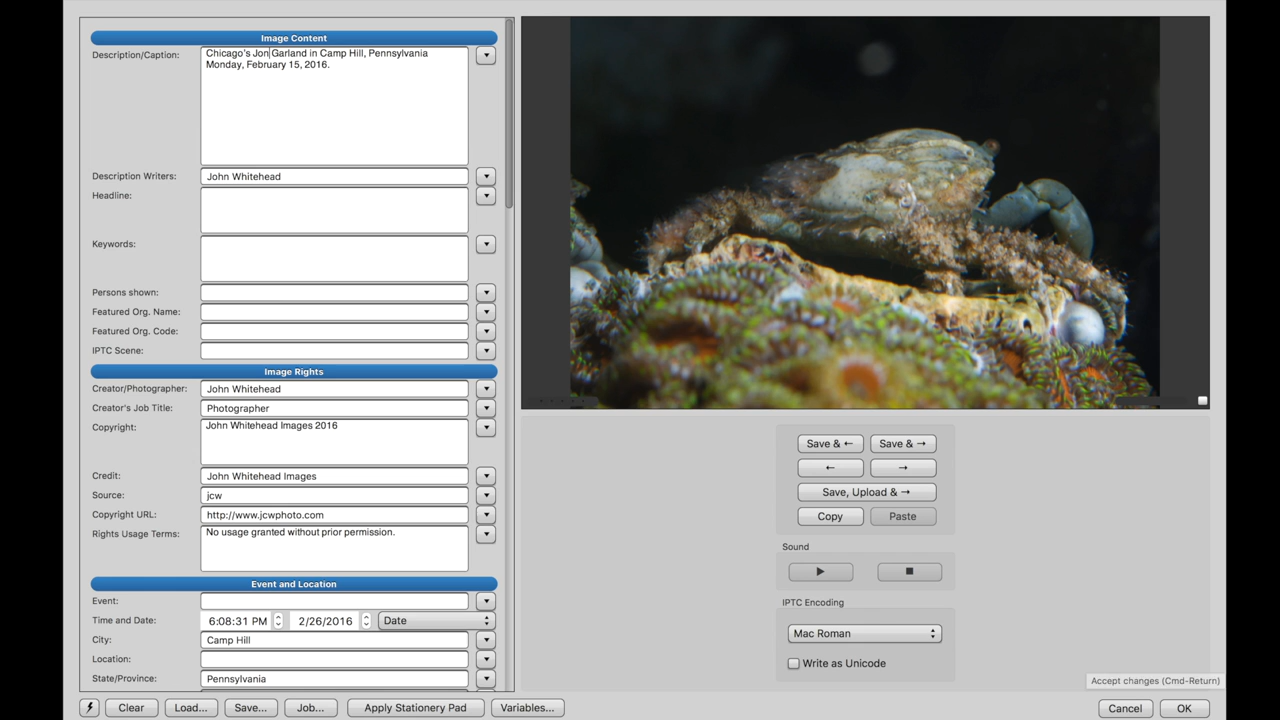 Image Content
Description/Caption:
Chicago's Jon Garland in Camp Hill, Pennsylvania
Monday, February 15, 2016.
Description Writers:
John Whitehead
Headline:
Keywords:
Persons shown:
Featured Org. Name:
Featured Org. Code:
IPTC Scene:
Image Rights
Creator/Photographer:
John Whitehead
Creator's Job Title:
Photographer
Copyright:
John Whitehead Images 2016
Credit:
John Whitehead Images
Source:
jcw
Copyright URL:
http://www.jcwphoto.com
Rights Usage Terms:
No usage granted without prior permission.
Event and Location
Event:
Time and Date:
6:08:31 PM
2/26/2016
Date
City:
Camp Hill
Location:
State/Province:
Pennsylvania
Clear
Load...
Save...
Job...
Apply Stationery Pad
Variables...
Save & ←
Save & →
←
→
Save, Upload & →
Copy
Paste
Sound
IPTC Encoding
Mac Roman
Write as Unicode
Accept changes (Cmd-Return)
Cancel
OK